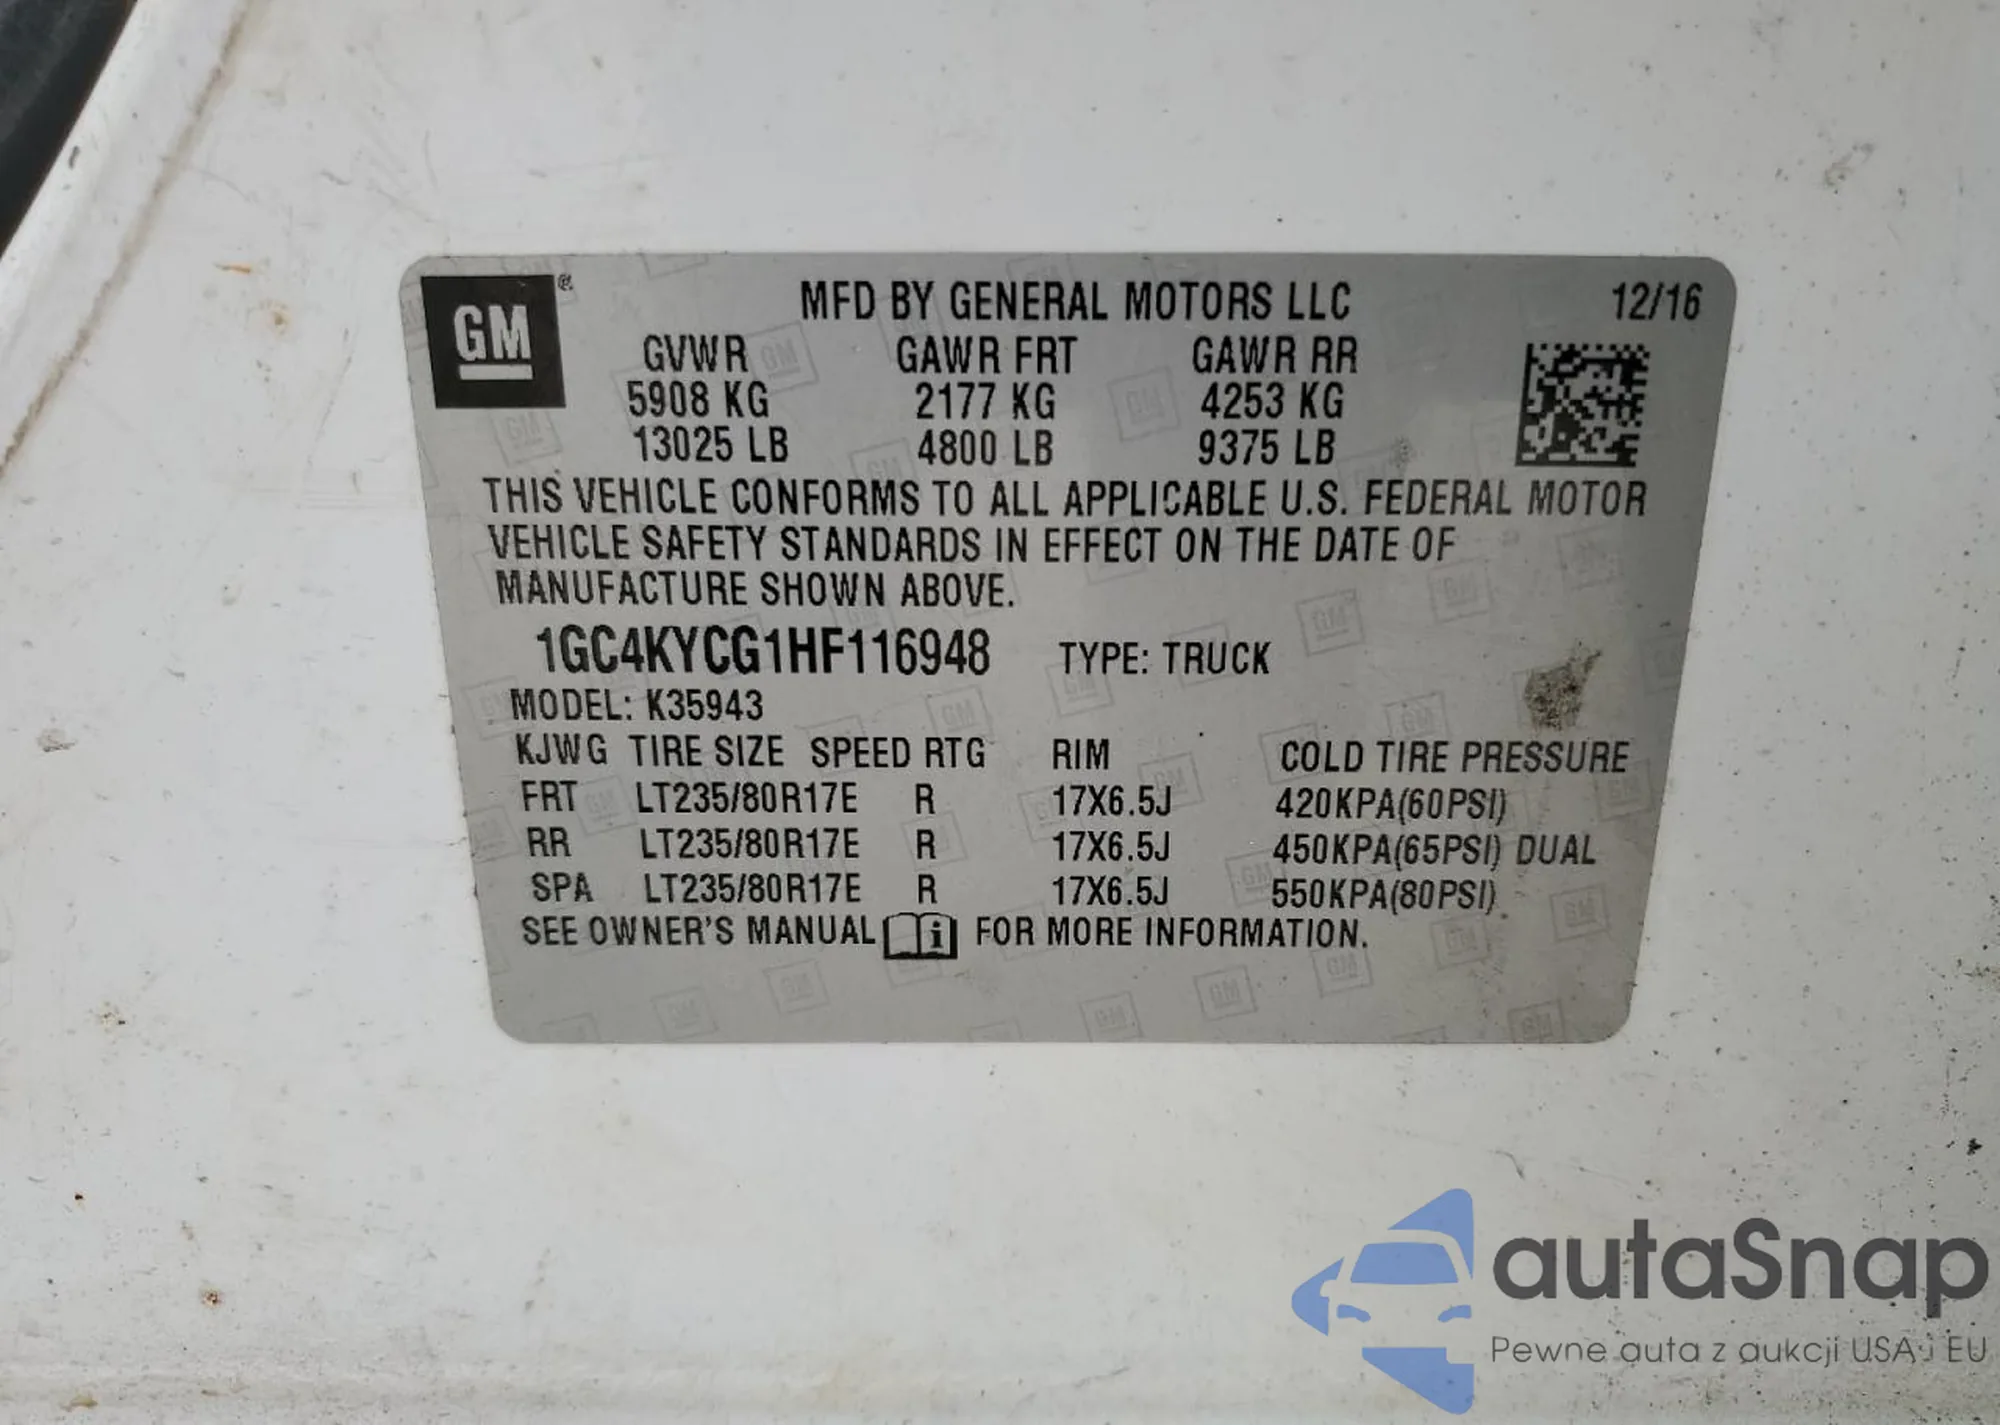 GM®
MFD BY GENERAL MOTORS LLC 12/16
GVWR GAWR FRT GAWR RR
5908 KG 2177 KG 4253 KG
13025 LB 4800 LB 9375 LB
THIS VEHICLE CONFORMS TO ALL APPLICABLE U.S. FEDERAL MOTOR
VEHICLE SAFETY STANDARDS IN EFFECT ON THE DATE OF
MANUFACTURE SHOWN ABOVE.
1GC4KYCG1HF116948 TYPE: TRUCK
MODEL: K35943
KJWG TIRE SIZE SPEED RTG RIM COLD TIRE PRESSURE
FRT LT235/80R17E R 17X6.5J 420KPA(60PSI)
RR LT235/80R17E R 17X6.5J 450KPA(65PSI) DUAL
SPA LT235/80R17E R 17X6.5J 550KPA(80PSI)
SEE OWNER'S MANUAL i FOR MORE INFORMATION.
autaSnap
Pewne auta z aukcji USA i EU